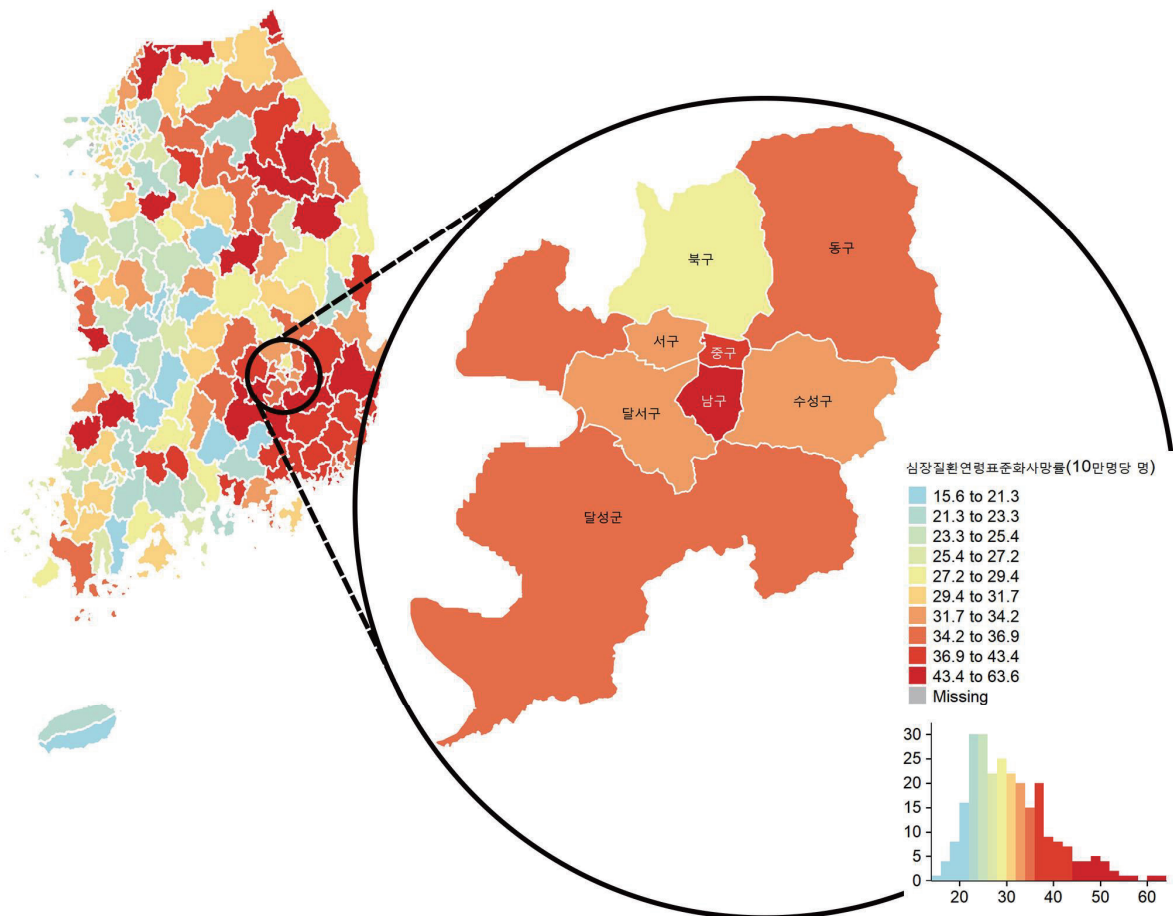 북구
동구
서구
중구
달서구
남구
수성구
달성군
심장질환연령표준화사망률(10만명당 명)
15.6 to 21.3
21.3 to 23.3
23.3 to 25.4
25.4 to 27.2
27.2 to 29.4
29.4 to 31.7
31.7 to 34.2
34.2 to 36.9
36.9 to 43.4
43.4 to 63.6
Missing
30
25
20
15
10
5
0
20 30 40 50 60